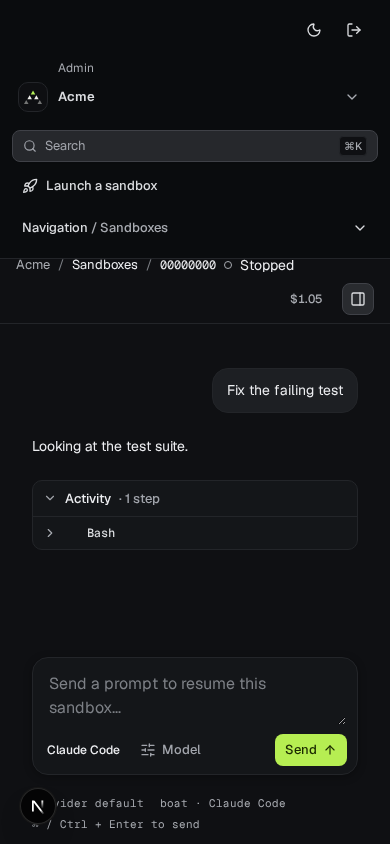 Admin
Acme
Search ⌘K
Launch a sandbox
Navigation / Sandboxes
Acme / Sandboxes / 00000000 Stopped
$1.05
Fix the failing test
Looking at the test suite.
Activity · 1 step
Bash
Send a prompt to resume this
sandbox…
Claude Code Model Send ↑
N
default boat · Claude Code
/ Ctrl + Enter to send